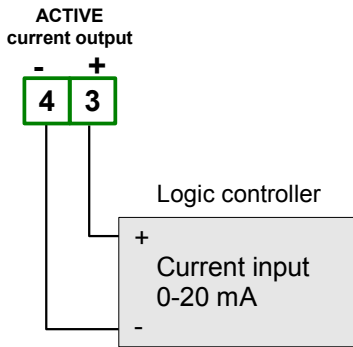 ACTIVE
current output
- +
4 3
Logic controller
+
Current input
0-20 mA
-